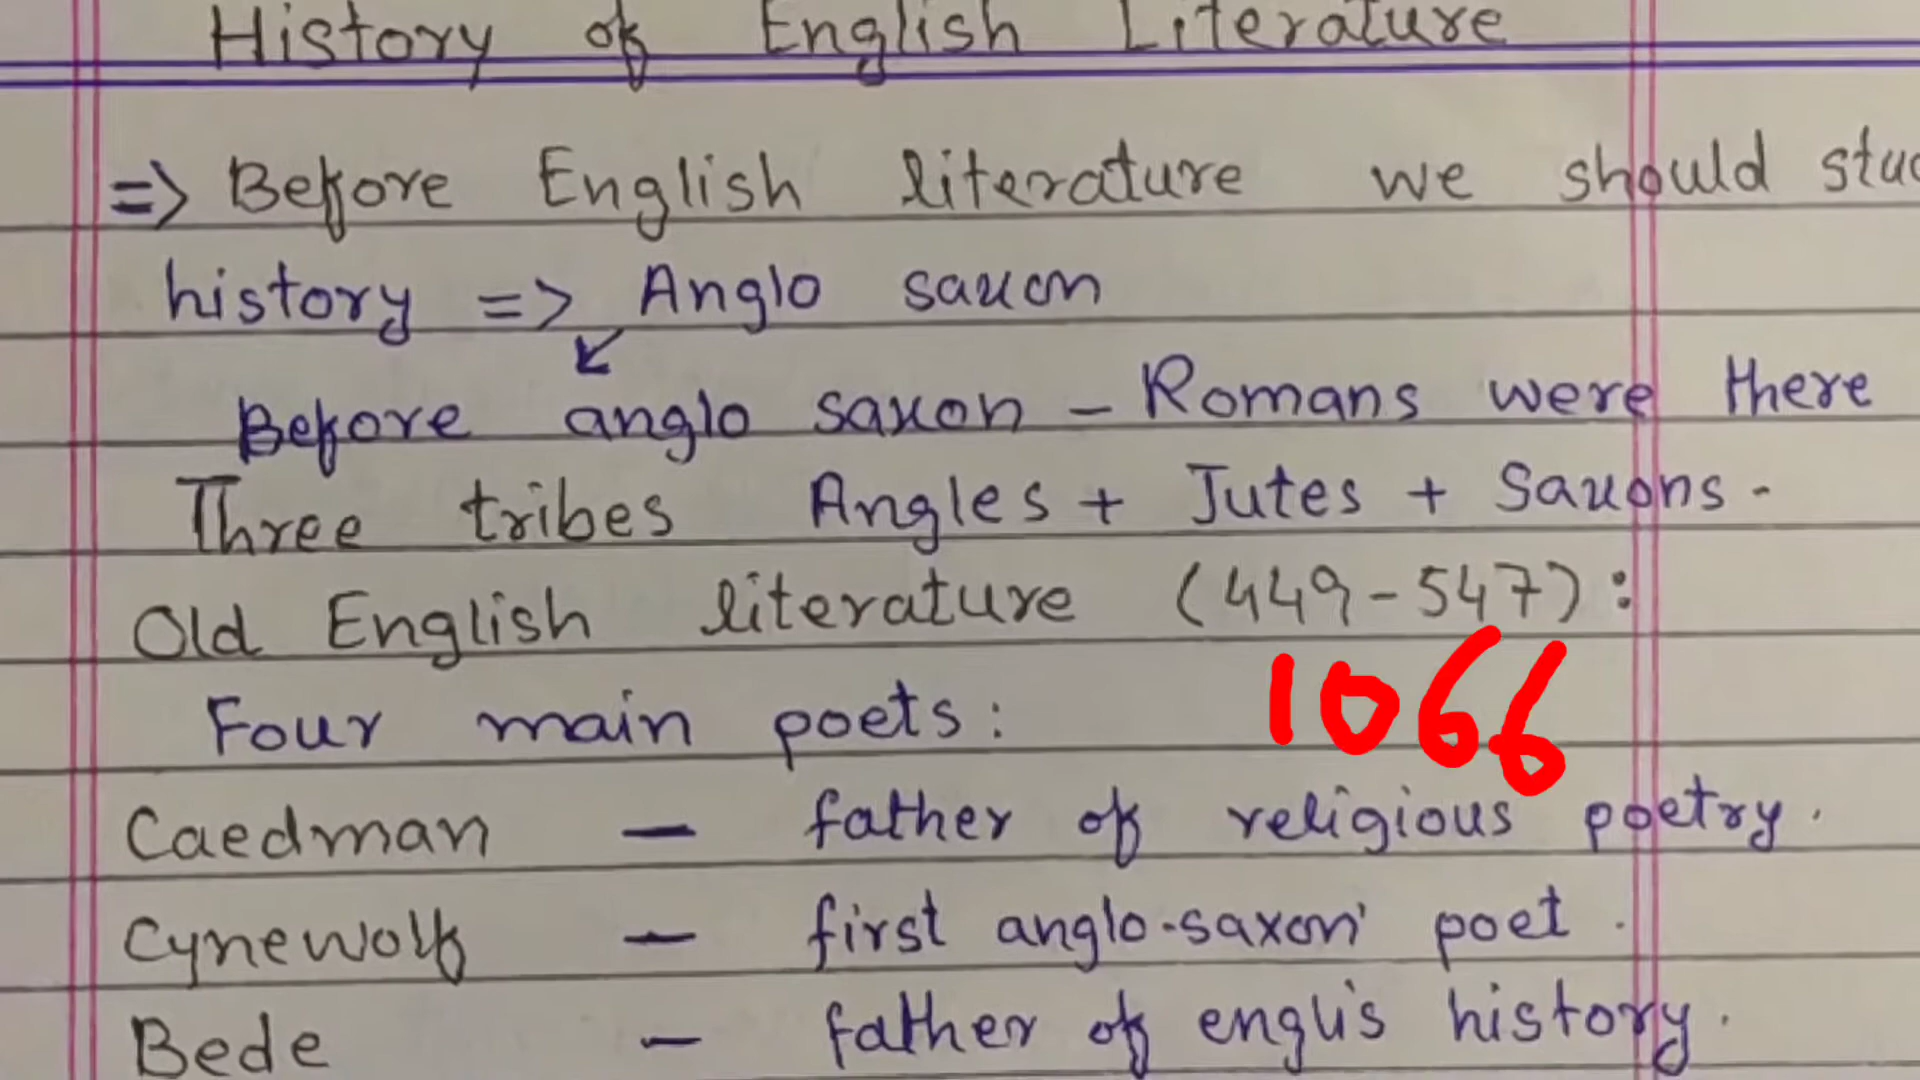 History of English Literature
=> Before English literature we should
history => Anglo saxon
Before anglo saxon - Romans were there
Three tribes Angles + Jutes + Saxons -
Old English literature (449-547):
1066
Four main poets:
Caedman - father of religious poetry.
Cynewolf - first anglo-saxon poet.
Bede - father of englis history.